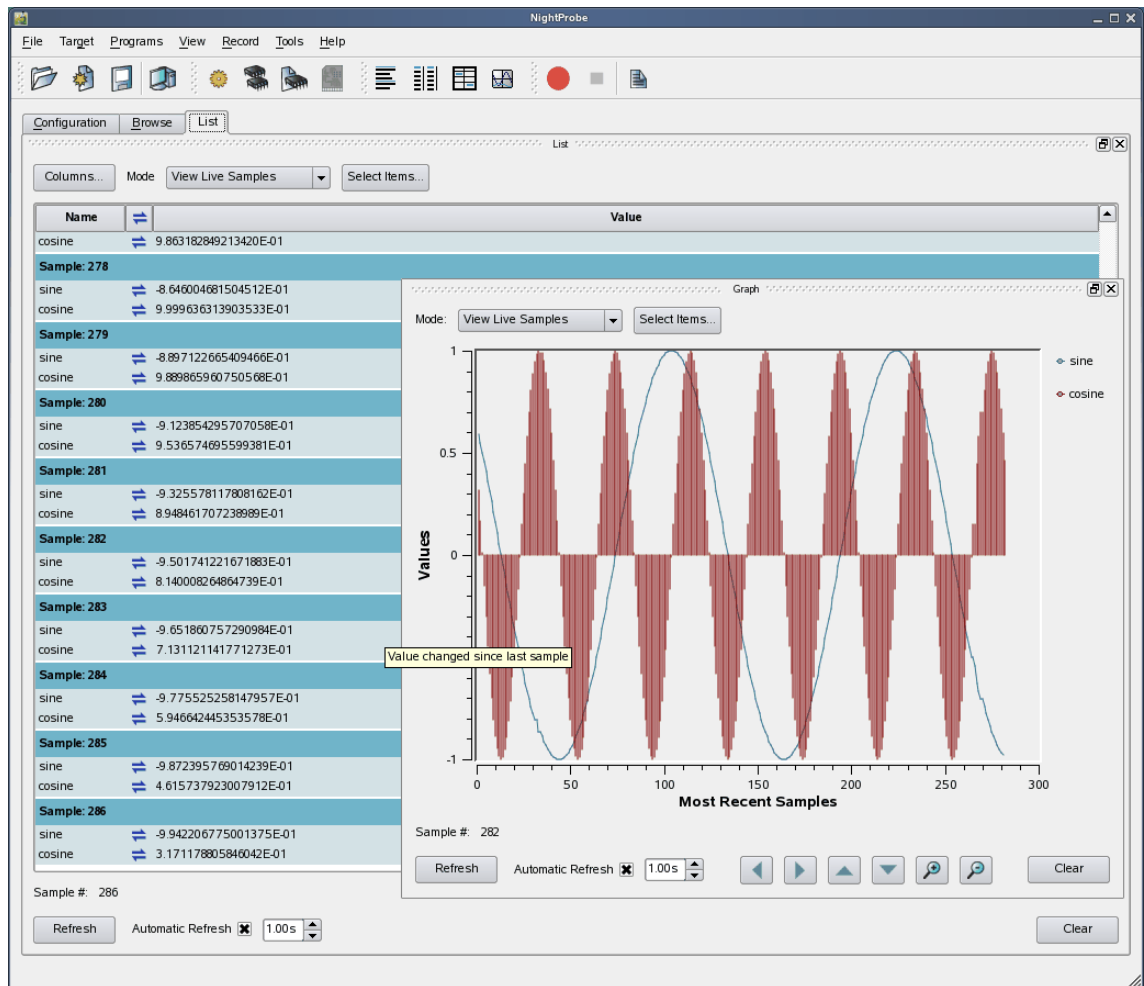 NightProbe
File Target Programs View Record Tools Help
Configuration Browse List
List
Columns... Mode View Live Samples Select Items...
Name Value
cosine 9.863182849213420E-01
Sample: 278
sine -8.646004681504512E-01
cosine 9.999636313903533E-01
Sample: 279
sine -8.897122665409466E-01
cosine 9.889865960750568E-01
Sample: 280
sine -9.123854295707058E-01
cosine 9.536574695599381E-01
Sample: 281
sine -9.325578117808162E-01
cosine 8.948461707238989E-01
Sample: 282
sine -9.501741221671883E-01
cosine 8.140008264864739E-01
Sample: 283
sine -9.651860757290984E-01
cosine 7.131121141771273E-01
Sample: 284
sine -9.775525258147957E-01
cosine 5.946642445353578E-01
Sample: 285
sine -9.872395769014239E-01
cosine 4.615737923007912E-01
Sample: 286
sine -9.942206775001375E-01
cosine 3.171178805846042E-01
Sample #: 286
Refresh Automatic Refresh 1.00s Clear
Value changed since last sample
Graph
Mode: View Live Samples Select Items...
sine
cosine
Values
1
0.5
0
-1
0 50 100 150 200 250 300
Most Recent Samples
Sample #: 282
Refresh Automatic Refresh 1.00s Clear